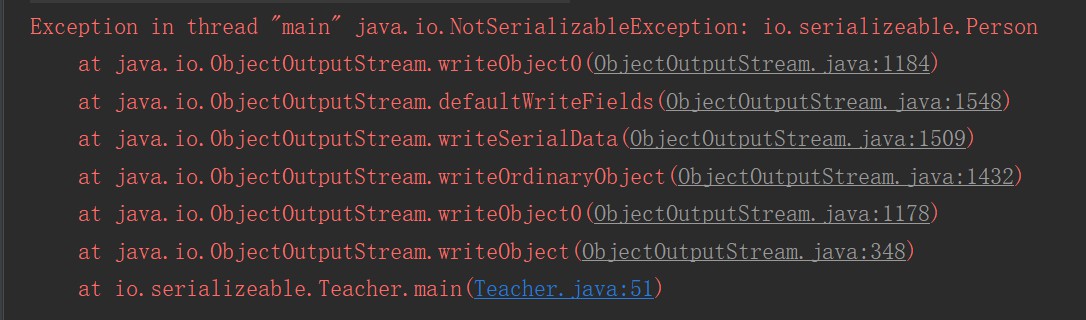 Exception in thread "main" java.io.NotSerializableException: io.serializeable.Person
at java.io.ObjectOutputStream.writeObject0(ObjectOutputStream.java:1184)
at java.io.ObjectOutputStream.defaultWriteFields(ObjectOutputStream.java:1548)
at java.io.ObjectOutputStream.writeSerialData(ObjectOutputStream.java:1509)
at java.io.ObjectOutputStream.writeOrdinaryObject(ObjectOutputStream.java:1432)
at java.io.ObjectOutputStream.writeObject0(ObjectOutputStream.java:1178)
at java.io.ObjectOutputStream.writeObject(ObjectOutputStream.java:348)
at io.serializeable.Teacher.main(Teacher.java:51)